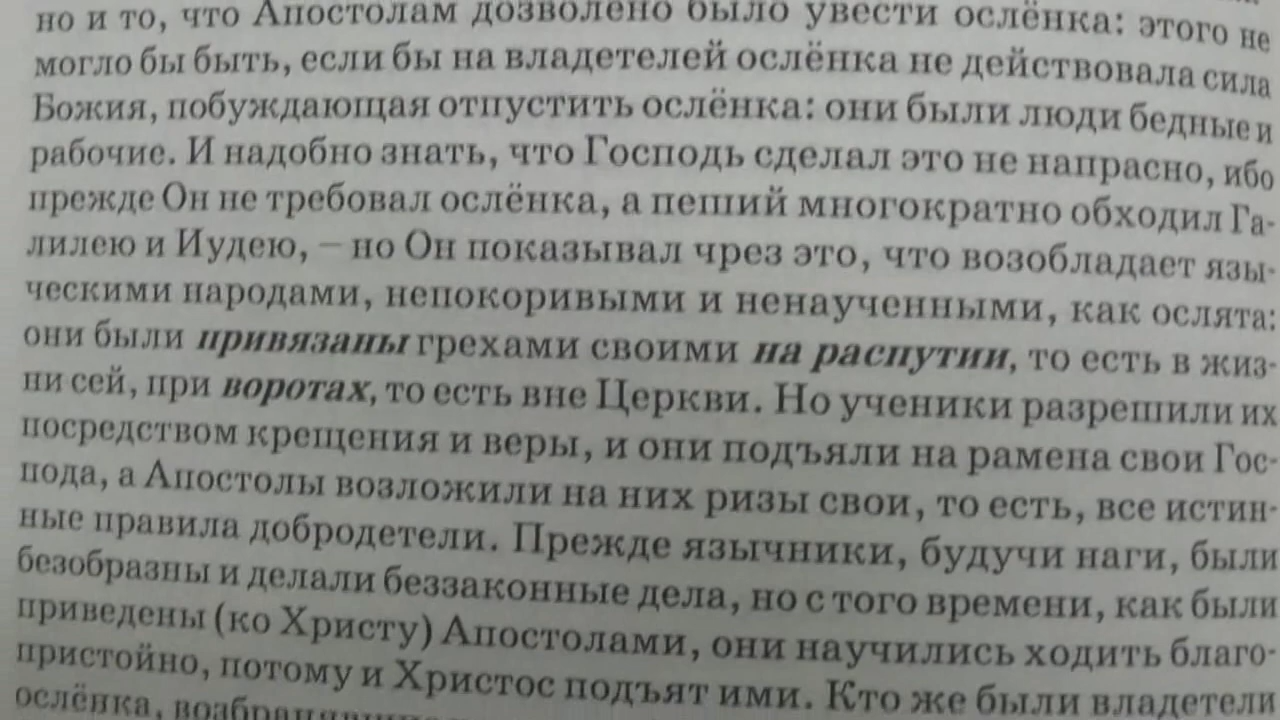 но и то, что Апостолам дозволено было увести ослёнка: этого не
могло бы быть, если бы на владетелей ослёнка не действовала сила
Божия, побуждающая отпустить ослёнка: они были люди бедные и
рабочие. И надобно знать, что Господь сделал это не напрасно, ибо
прежде Он не требовал ослёнка, а пеший многократно обходил Га-
лилею и Иудею, – но Он показывал чрез это, что возобладает язы-
ческими народами, непокоривыми и ненаученными, как ослята:
они были привязаны грехами своими на распутии, то есть в жиз-
ни сей, при воротах, то есть вне Церкви. Но ученики разрешили их
посредством крещения и веры, и они подъяли на рамена свои Гос-
пода, а Апостолы возложили на них ризы свои, то есть, все истин-
ные правила добродетели. Прежде язычники, будучи наги, были
безобразны и делали беззаконные дела, но с того времени, как были
приведены (ко Христу) Апостолами, они научились ходить благо-
пристойно, потому и Христос подъят ими. Кто же были владетели
ослёнка,